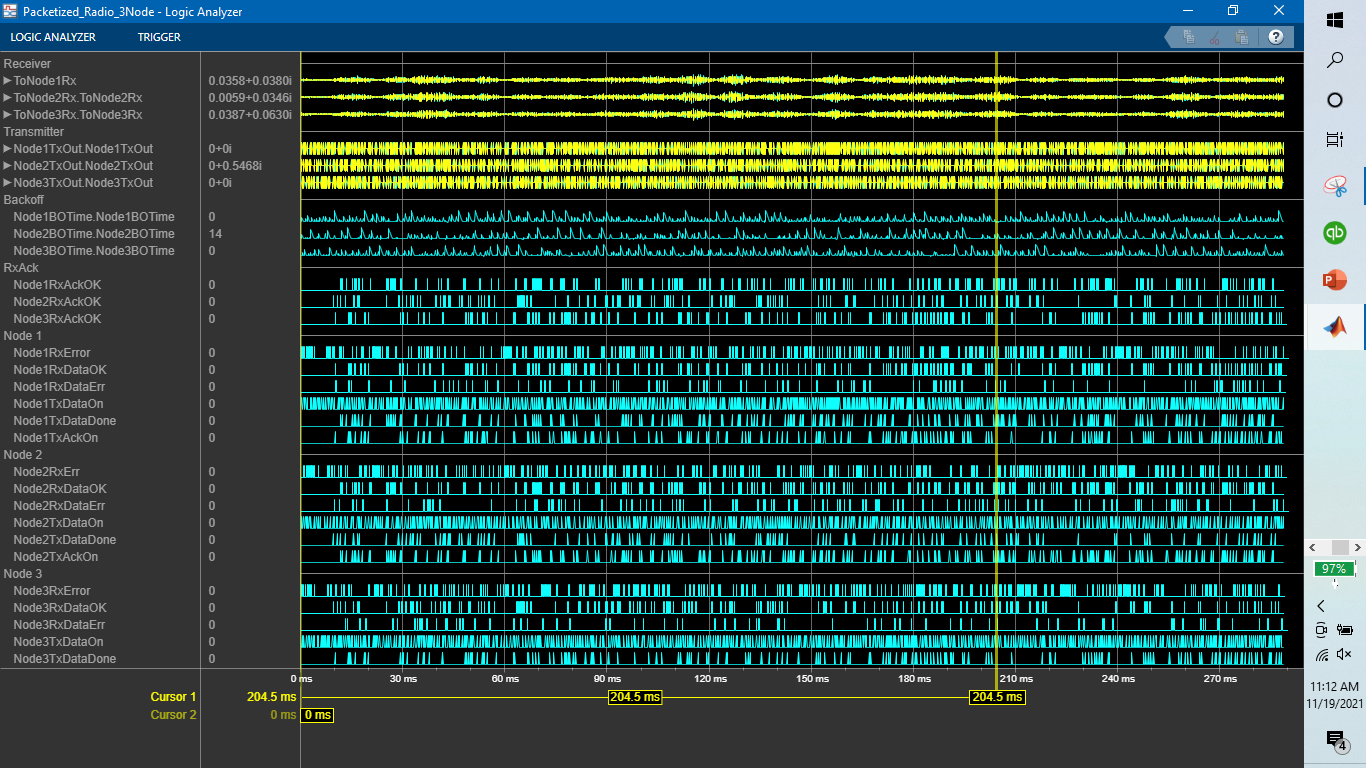 Packetized_Radio_3Node - Logic Analyzer
LOGIC ANALYZER TRIGGER ?
Receiver
ToNode1Rx 0.0358+0.0380i
ToNode2Rx.ToNode2Rx 0.0059+0.0346i
ToNode3Rx.ToNode3Rx 0.0387+0.0630i
Transmitter
Node1TxOut.Node1TxOut 0+0i
Node2TxOut.Node2TxOut 0+0.5468i
Node3TxOut.Node3TxOut 0+0i
Backoff
Node1BOTime.Node1BOTime 0
Node2BOTime.Node2BOTime 14
Node3BOTime.Node3BOTime 0
RxAck
Node1RxAckOK 0
Node2RxAckOK 0
Node3RxAckOK 0
Node 1
Node1RxError 0
Node1RxDataOK 0
Node1RxDataErr 0
Node1TxDataOn 0
Node1TxDataDone 0
Node1TxAckOn 0
Node 2
Node2RxErr 0
Node2RxDataOK 0
Node2RxDataErr 0
Node2TxDataOn 0
Node2TxDataDone 0
Node2TxAckOn 0
Node 3
Node3RxError 0
Node3RxDataOK 0
Node3RxDataErr 0
Node3TxDataOn 0
Node3TxDataDone 0
0 ms 30 ms 60 ms 90 ms 120 ms 150 ms 180 ms 210 ms 240 ms 270 ms
Cursor 1 204.5 ms 204.5 ms 204.5 ms
Cursor 2 0 ms 0 ms
qb
P
97%
11:12 AM
11/19/2021
4